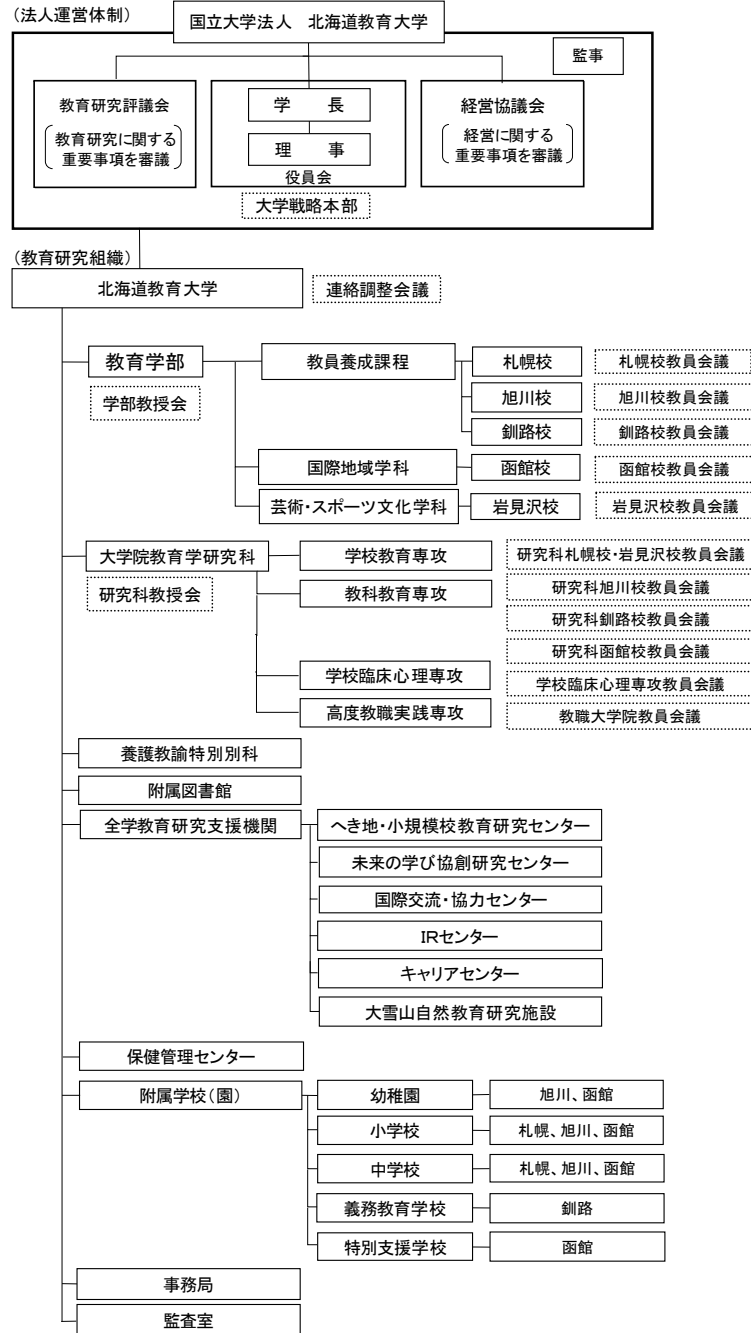 (法人運営体制)
国立大学法人　北海道教育大学
監事
教育研究評議会
教育研究に関する
重要事項を審議
学　　長
理　　事
役員会
経営協議会
経営に関する
重要事項を審議
大学戦略本部
(教育研究組織)
北海道教育大学
連絡調整会議
教育学部
学部教授会
教員養成課程
札幌校
札幌校教員会議
旭川校
旭川校教員会議
釧路校
釧路校教員会議
国際地域学科
函館校
函館校教員会議
芸術・スポーツ文化学科
岩見沢校
岩見沢校教員会議
大学院教育学研究科
研究科教授会
学校教育専攻
研究科札幌校・岩見沢校教員会議
教科教育専攻
研究科旭川校教員会議
研究科釧路校教員会議
研究科函館校教員会議
学校臨床心理専攻
学校臨床心理専攻教員会議
高度教職実践専攻
教職大学院教員会議
養護教諭特別別科
附属図書館
全学教育研究支援機関
へき地・小規模校教育研究センター
未来の学び協創研究センター
国際交流・協力センター
IRセンター
キャリアセンター
大雪山自然教育研究施設
保健管理センター
附属学校(園)
幼稚園
旭川、函館
小学校
札幌、旭川、函館
中学校
札幌、旭川、函館
義務教育学校
釧路
特別支援学校
函館
事務局
監査室